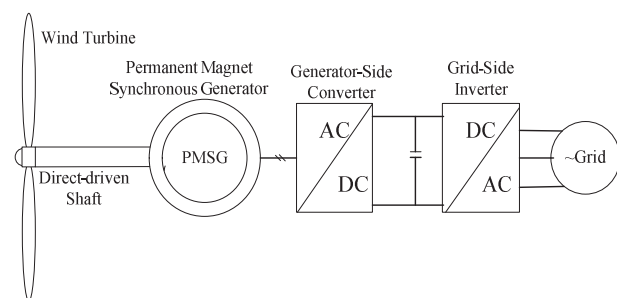 Wind Turbine
Permanent Magnet
Synchronous Generator
Generator-Side
Converter
Grid-Side
Inverter
AC
DC
DC
AC
PMSG
~Grid
Direct-driven
Shaft